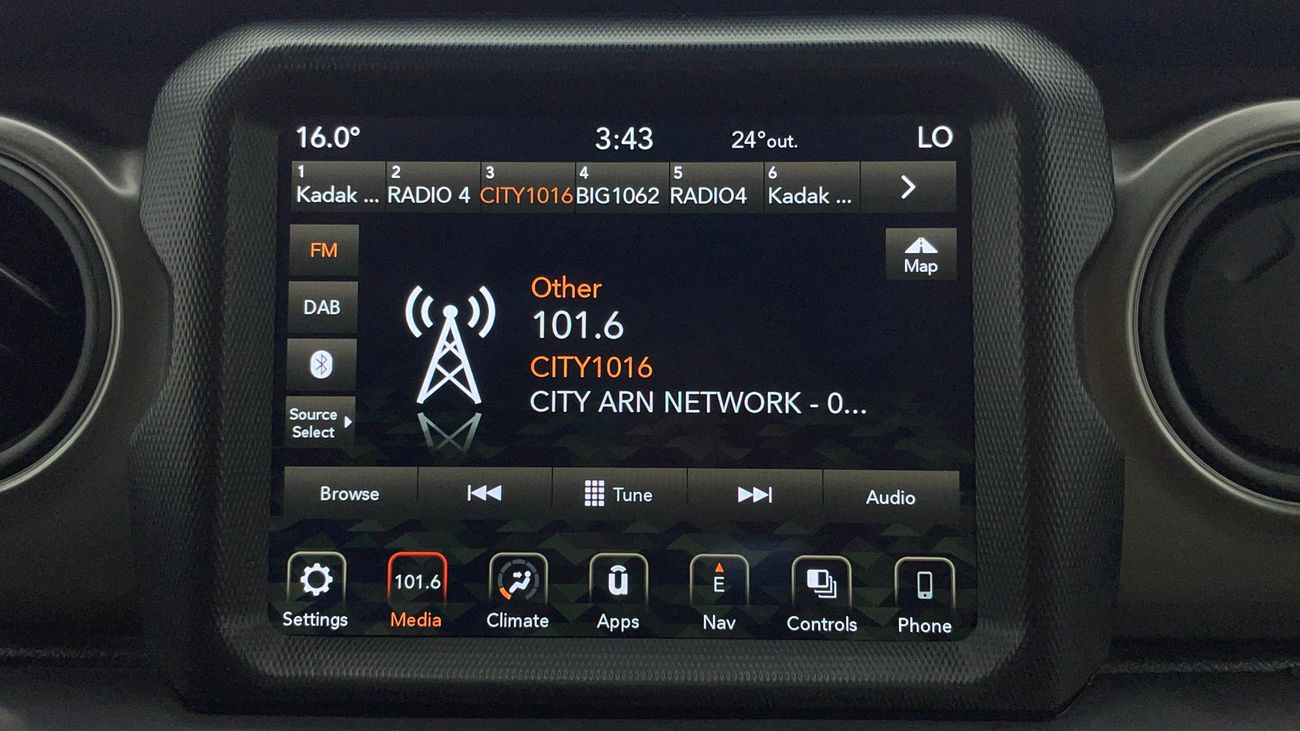 16.0° 3:43 24°out. LO
1 2 3 4 5 6
Kadak ... RADIO 4 CITY1016 BIG1062 RADIO4 Kadak ...
FM
Map
Other
DAB
101.6
CITY1016
CITY ARN NETWORK - 0...
Source
Select
Browse Tune Audio
101.6 E
Settings Media Climate Apps Nav Controls Phone